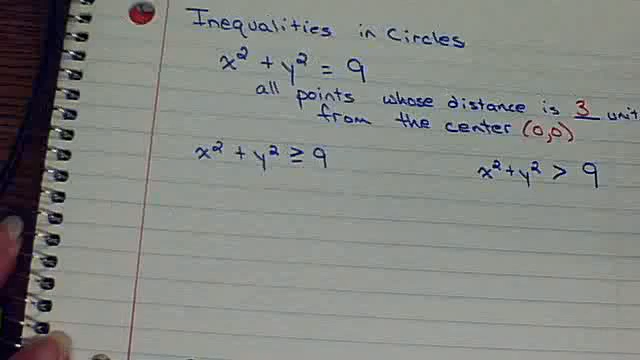 Inequalities in Circles
x² + y² = 9
all points whose distance is 3 unit
from the center (0,0)
x² + y² ≥ 9
x² + y² > 9